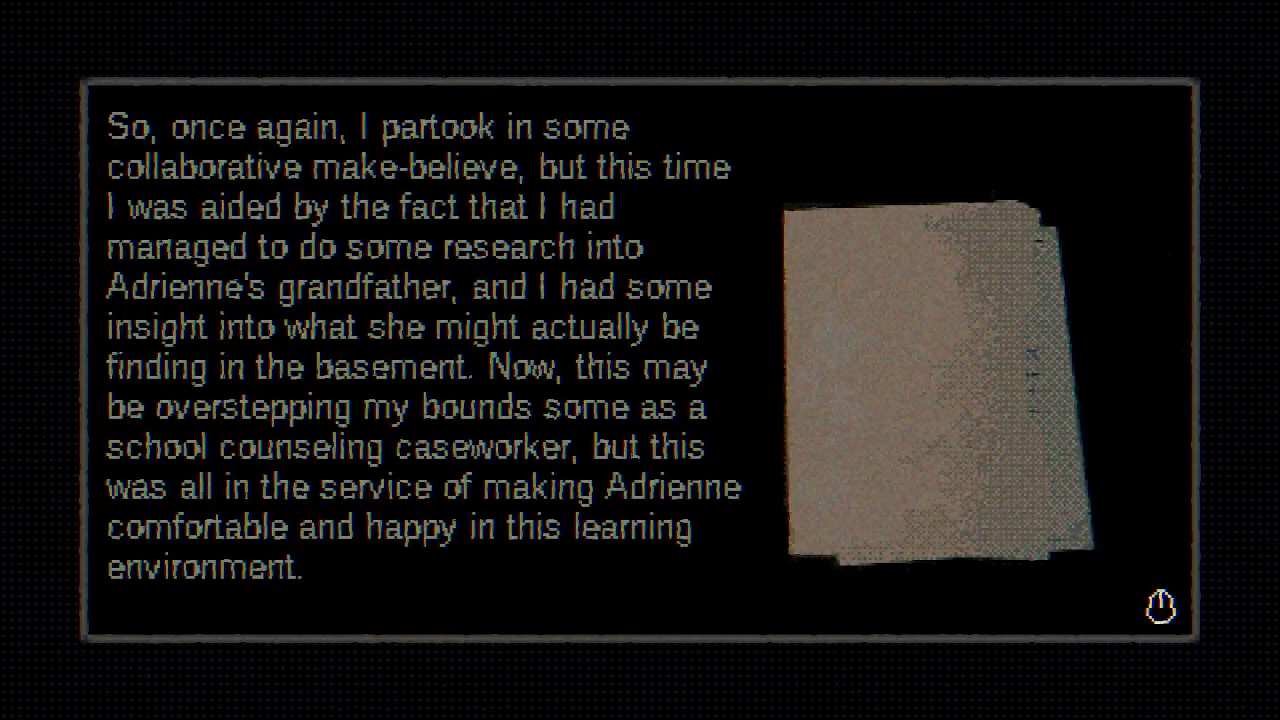 So, once again, I partook in some
collaborative make-believe, but this time
I was aided by the fact that I had
managed to do some research into
Adrienne's grandfather, and I had some
insight into what she might actually be
finding in the basement. Now, this may
be overstepping my bounds some as a
school counseling caseworker, but this
was all in the service of making Adrienne
comfortable and happy in this learning
environment.